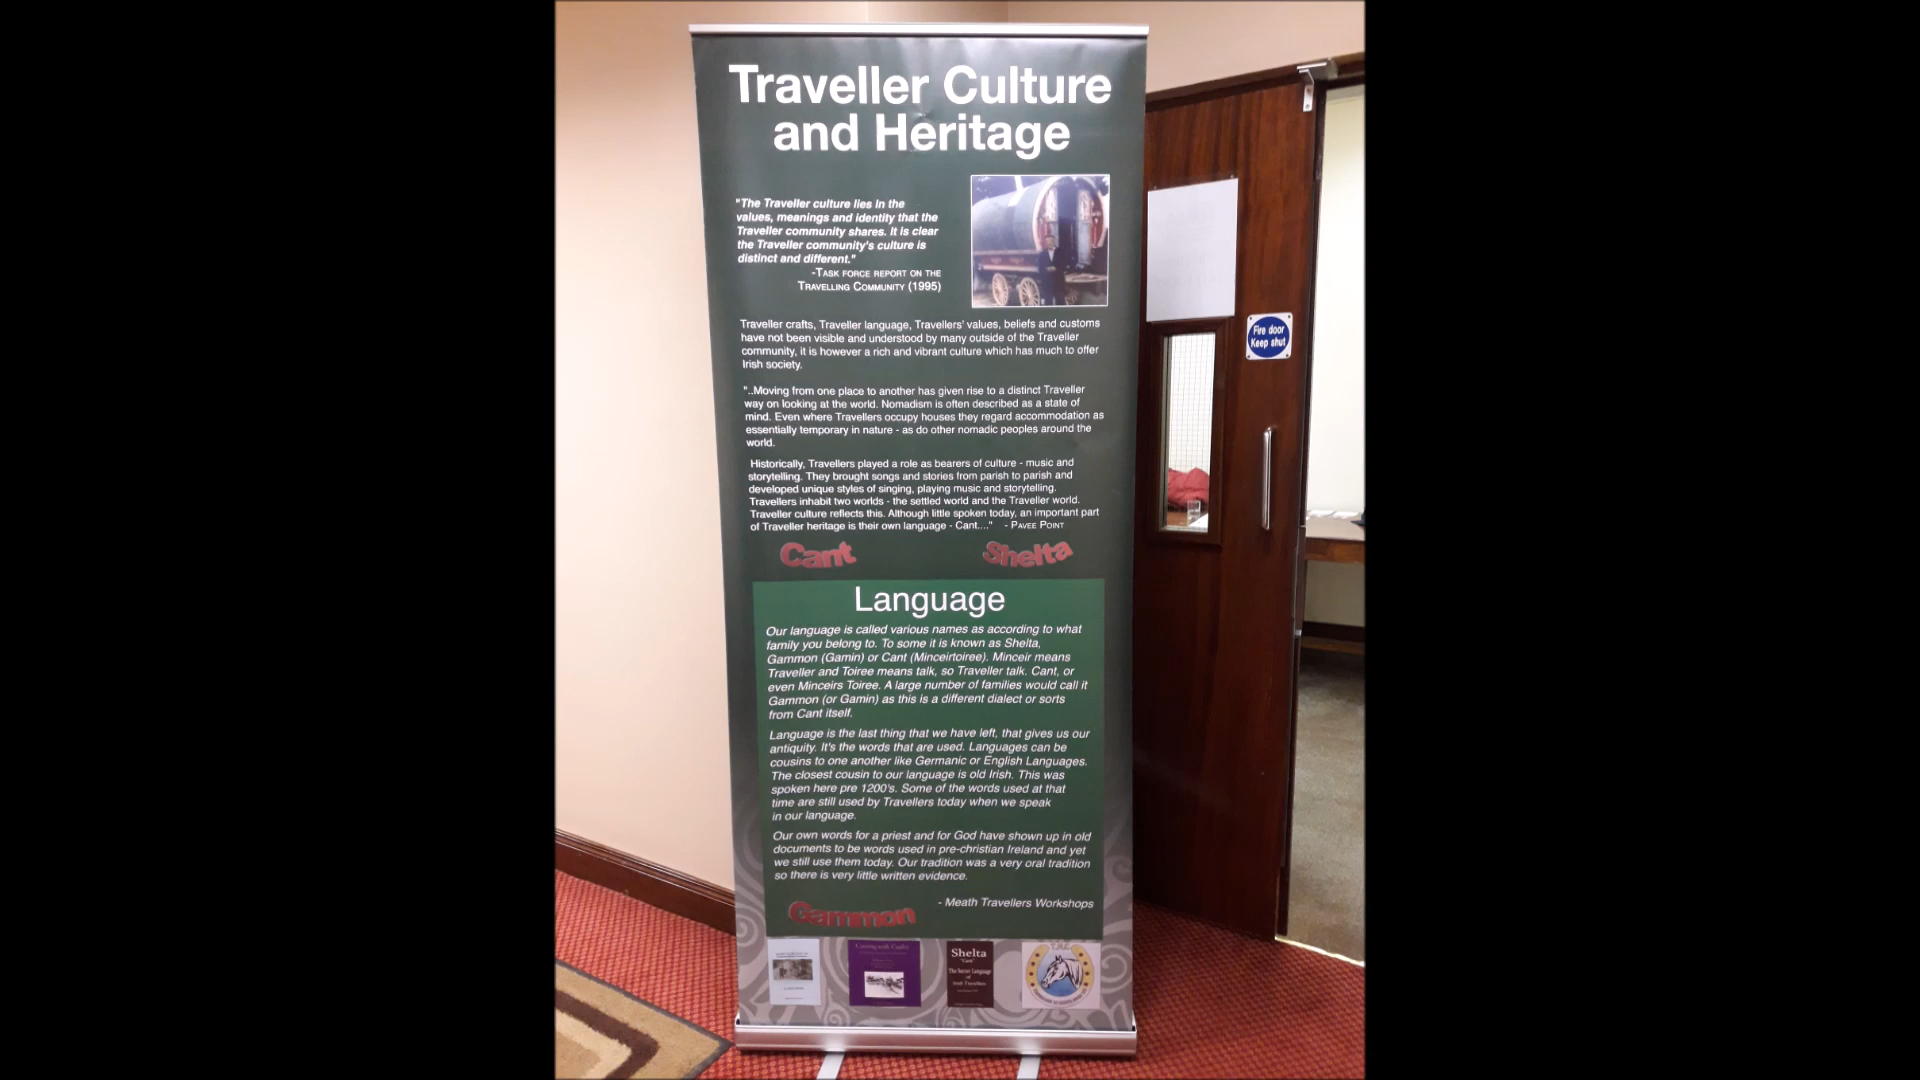 Traveller Culture
and Heritage
"The Traveller culture lies in the
values, meanings and identity that the
Traveller community shares. It is clear
the Traveller community's culture is
distinct and different."
-Task force report on the
Travelling Community (1995)
Traveller crafts, Traveller language, Travellers' values, beliefs and customs
have not been visible and understood by many outside of the Traveller
community, it is however a rich and vibrant culture which has much to offer
Irish society.
"..Moving from one place to another has given rise to a distinct Traveller
way on looking at the world. Nomadism is often described as a state of
mind. Even where Travellers occupy houses they regard accommodation as
essentially temporary in nature - as do other nomadic peoples around the
world.
Historically, Travellers played a role as bearers of culture - music and
storytelling. They brought songs and stories from parish to parish and
developed unique styles of singing, playing music and storytelling.
Travellers inhabit two worlds - the settled world and the Traveller world.
Traveller culture reflects this. Although little spoken today, an important part
of Traveller heritage is their own language - Cant...." - Pavee Point
Cant Shelta
Language
Our language is called various names as according to what
family you belong to. To some it is known as Shelta,
Gammon (Gamin) or Cant (Minceirtoiree). Minceir means
Traveller and Toiree means talk, so Traveller talk. Cant, or
even Minceirs Toiree. A large number of families would call it
Gammon (or Gamin) as this is a different dialect or sorts
from Cant itself.
Language is the last thing that we have left, that gives us our
antiquity. It's the words that are used. Languages can be
cousins to one another like Germanic or English Languages.
The closest cousin to our language is old Irish. This was
spoken here pre 1200's. Some of the words used at that
time are still used by Travellers today when we speak
in our language.
Our own words for a priest and for God have shown up in old
documents to be words used in pre-christian Ireland and yet
we still use them today. Our tradition was a very oral tradition
so there is very little written evidence.
- Meath Travellers Workshops
Gammon
Shelta
"Cant"
The Secret Language
of
Irish Travellers
Fire door
Keep shut